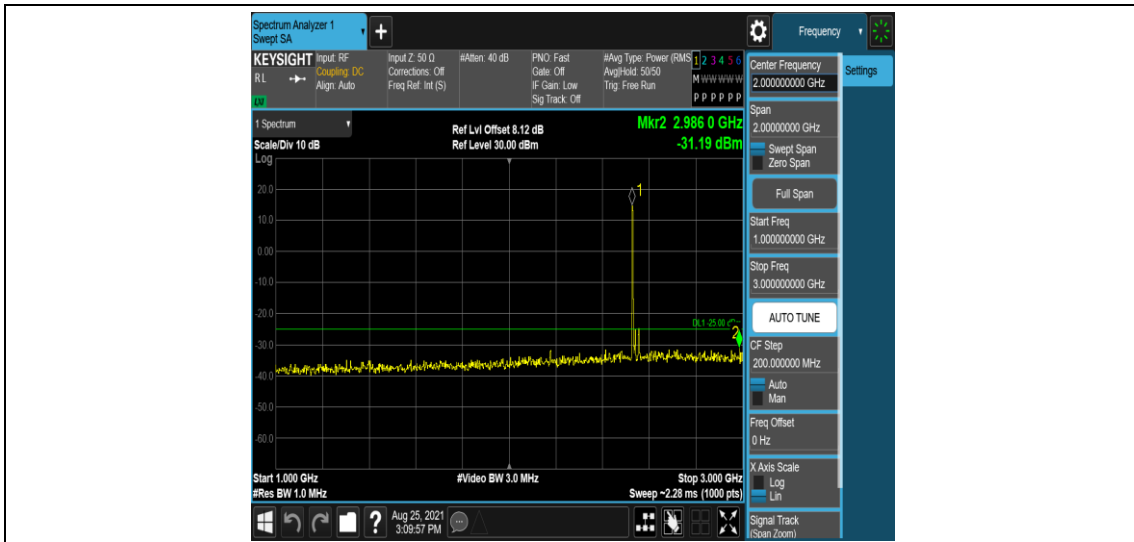 Spectrum Analyzer 1
Swept SA
+
Frequency
KEYSIGHT
RL
LXI
Input: RF
Coupling: DC
Align: Auto
Input Z: 50 Ω
Corrections: Off
Freq Ref: Int (S)
#Atten: 40 dB
PNO: Fast
Gate: Off
IF Gain: Low
Sig Track: Off
#Avg Type: Power (RMS
Avg|Hold: 50/50
Trig: Free Run
1 2 3 4 5 6
M W W W W W
P P P P P P
1 Spectrum
Scale/Div 10 dB
Log
Ref Lvl Offset 8.12 dB
Ref Level 30.00 dBm
Mkr2 2.986 0 GHz
-31.19 dBm
20.0
10.0
0.00
-10.0
-20.0
-30.0
-40.0
-50.0
-60.0
1
DL1 -25.00
2
Start 1.000 GHz
#Res BW 1.0 MHz
#Video BW 3.0 MHz
Stop 3.000 GHz
Sweep ~2.28 ms (1000 pts)
?
Aug 25, 2021
3:09:57 PM
Settings
Center Frequency
2.000000000 GHz
Span
2.00000000 GHz
Swept Span
Zero Span
Full Span
Start Freq
1.000000000 GHz
Stop Freq
3.000000000 GHz
AUTO TUNE
CF Step
200.000000 MHz
Auto
Man
Freq Offset
0 Hz
X Axis Scale
Log
Lin
Signal Track
(Span Zoom)